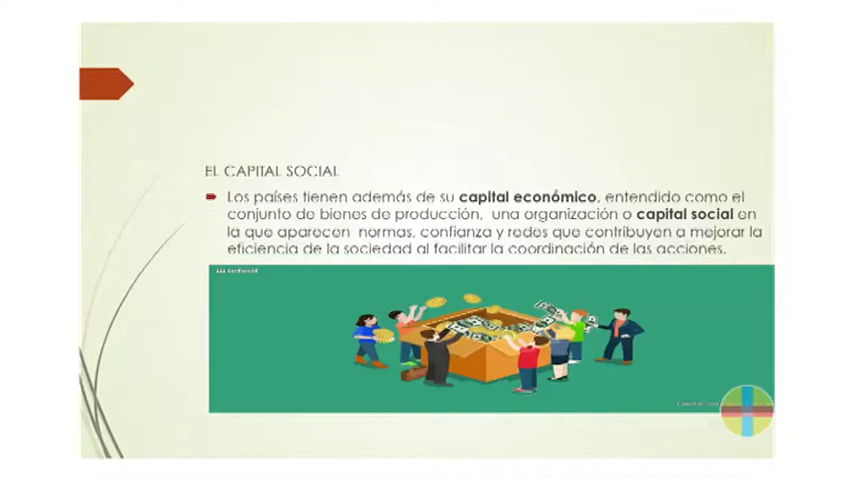 EL CAPITAL SOCIAL
Los países tienen además de su capital económico, entendido como el
conjunto de bienes de producción, una organización o capital social en
la que aparecen normas, confianza y redes que contribuyen a mejorar la
eficiencia de la sociedad al facilitar la coordinación de las acciones.